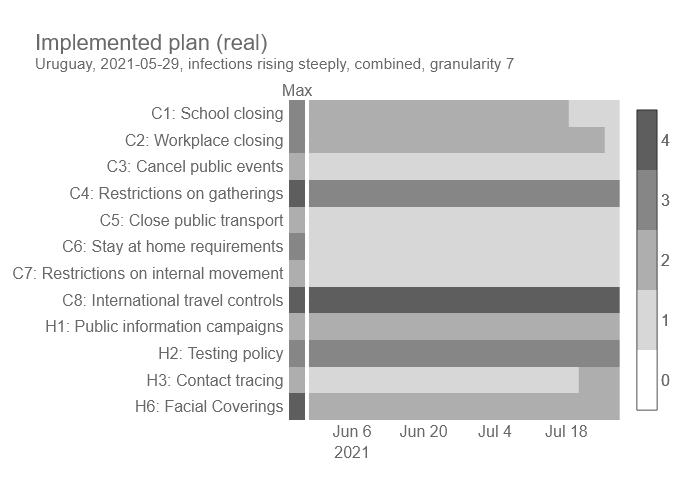 Implemented plan (real)
Uruguay, 2021-05-29, infections rising steeply, combined, granularity 7
Max
C1: School closing
C2: Workplace closing
C3: Cancel public events
C4: Restrictions on gatherings
C5: Close public transport
C6: Stay at home requirements
C7: Restrictions on internal movement
C8: International travel controls
H1: Public information campaigns
H2: Testing policy
H3: Contact tracing
H6: Facial Coverings
4
3
2
1
0
Jun 6 Jun 20 Jul 4 Jul 18
2021